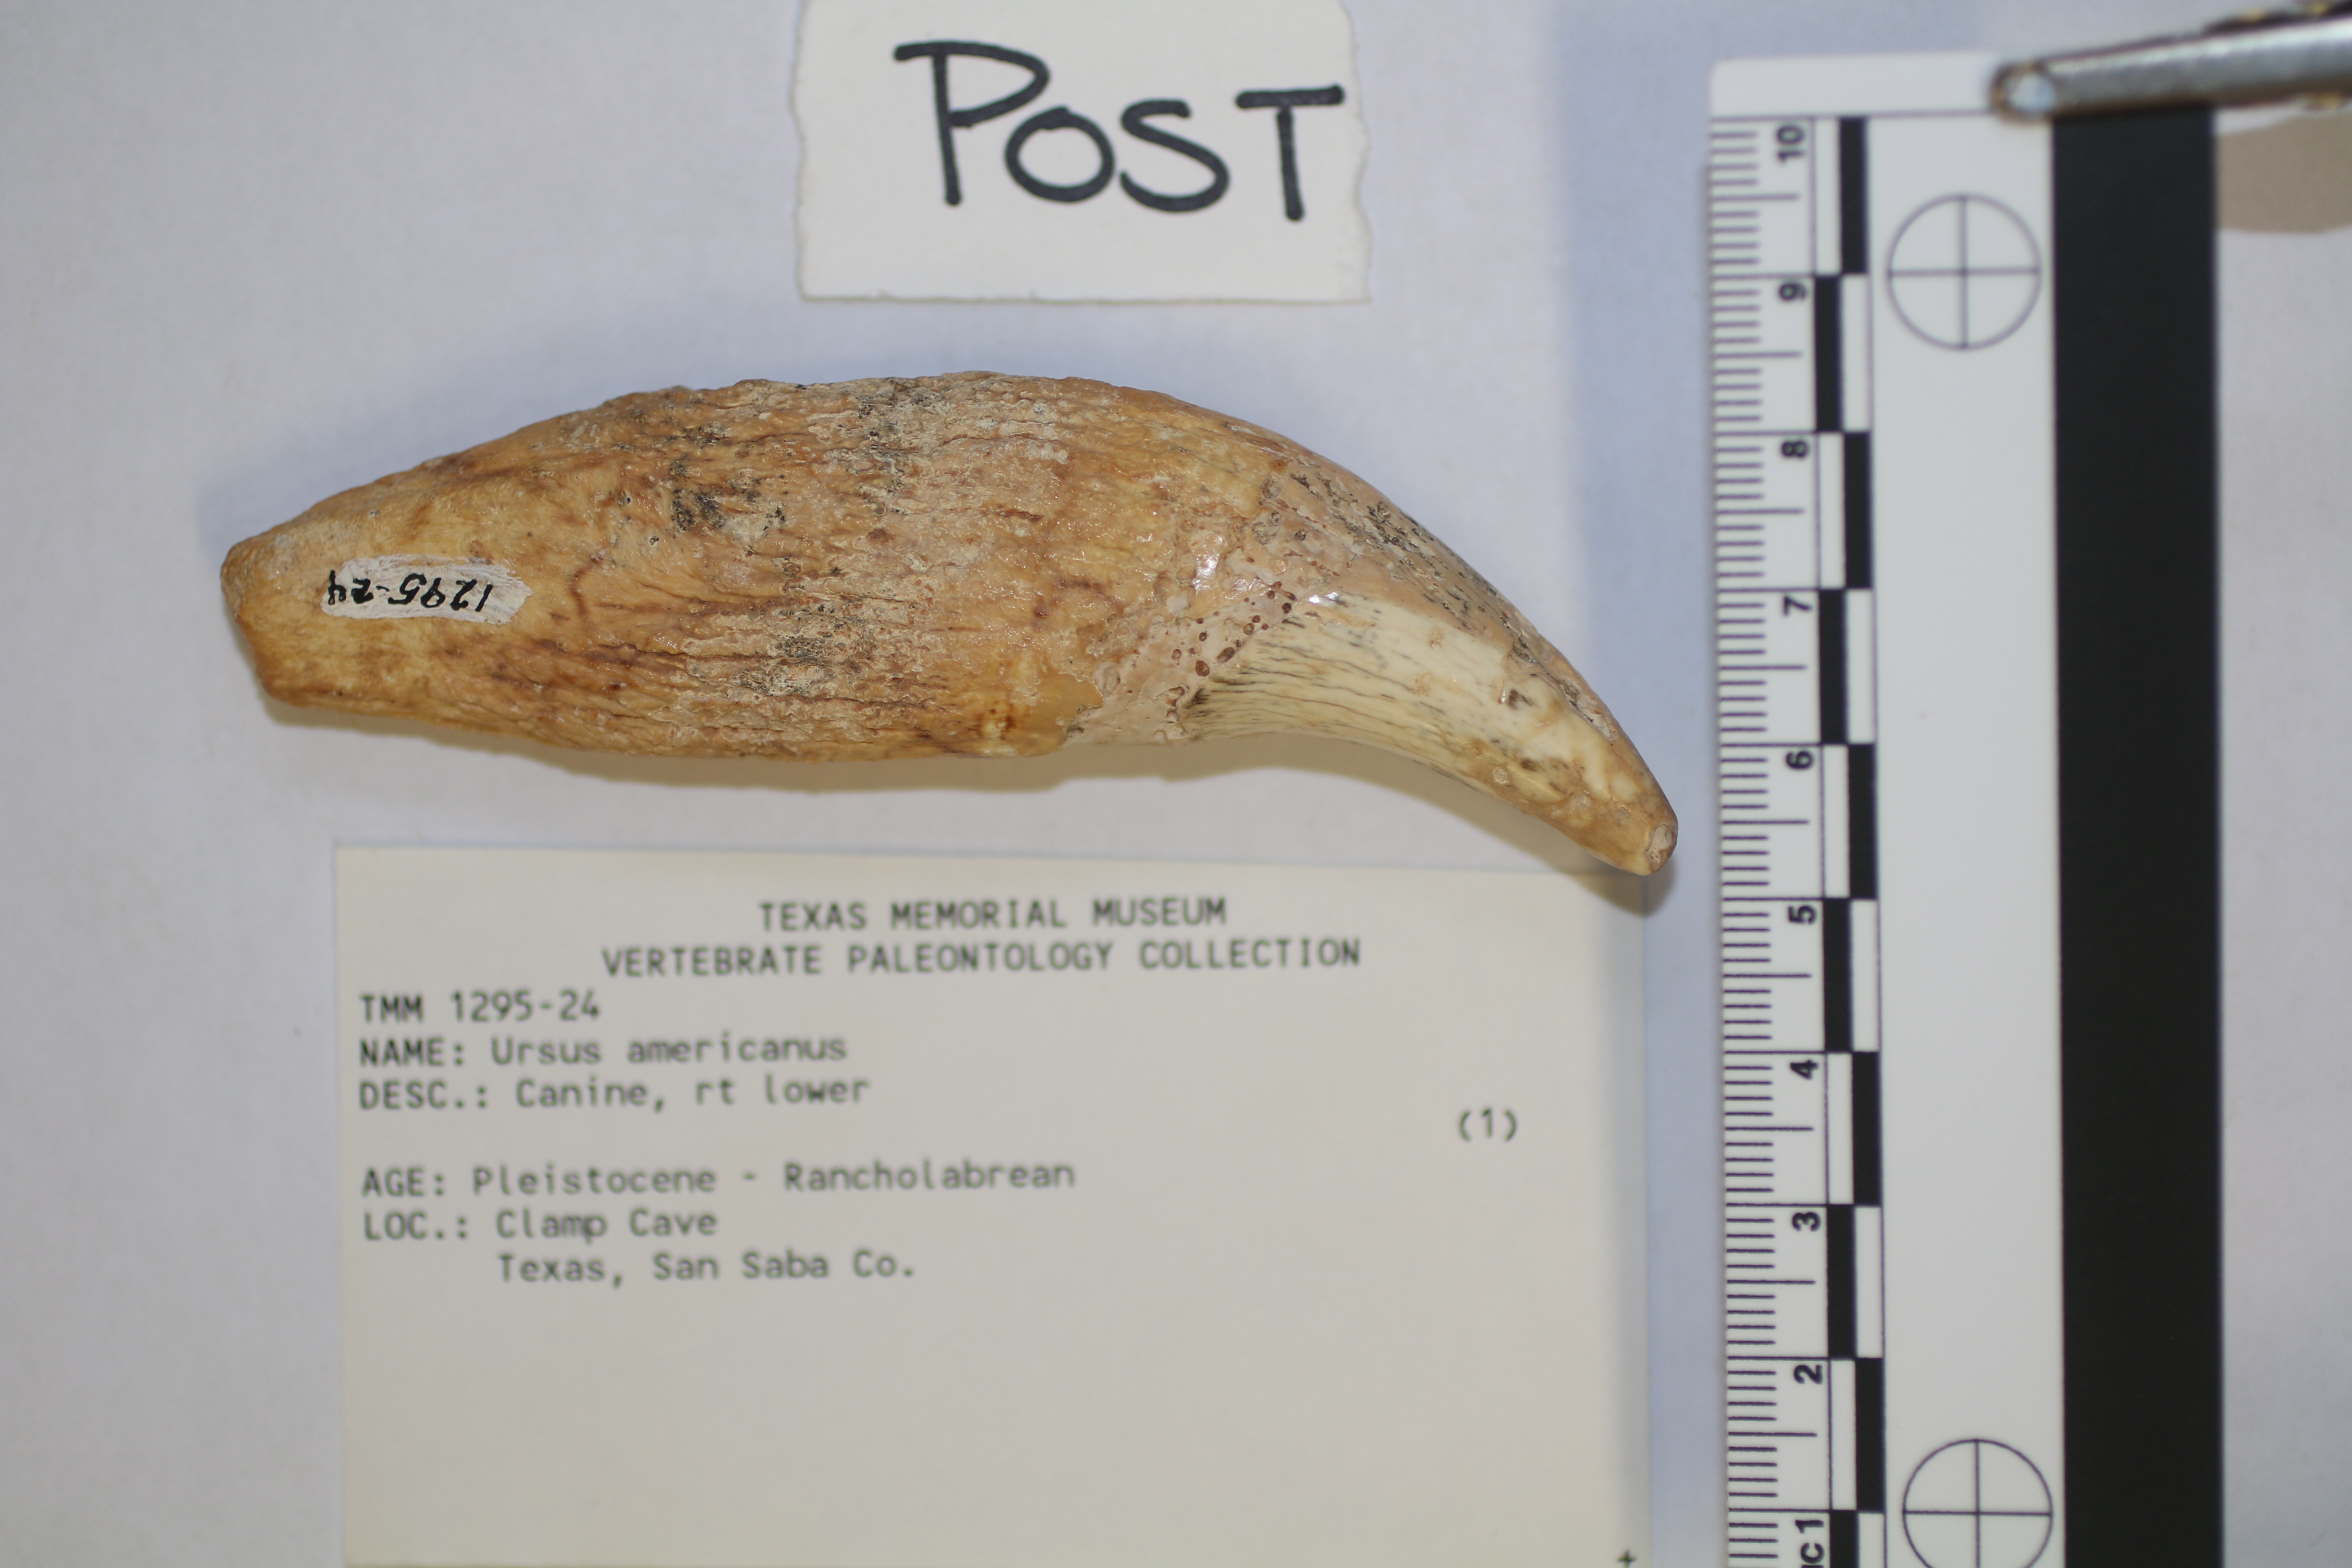 POST
1295-24
TEXAS MEMORIAL MUSEUM
VERTEBRATE PALEONTOLOGY COLLECTION
TMM 1295-24
NAME: Ursus americanus
DESC.: Canine, rt lower
(1)
AGE: Pleistocene - Rancholabrean
LOC.: Clamp Cave
Texas, San Saba Co.
+
10
9
8
7
6
5
4
3
2
1